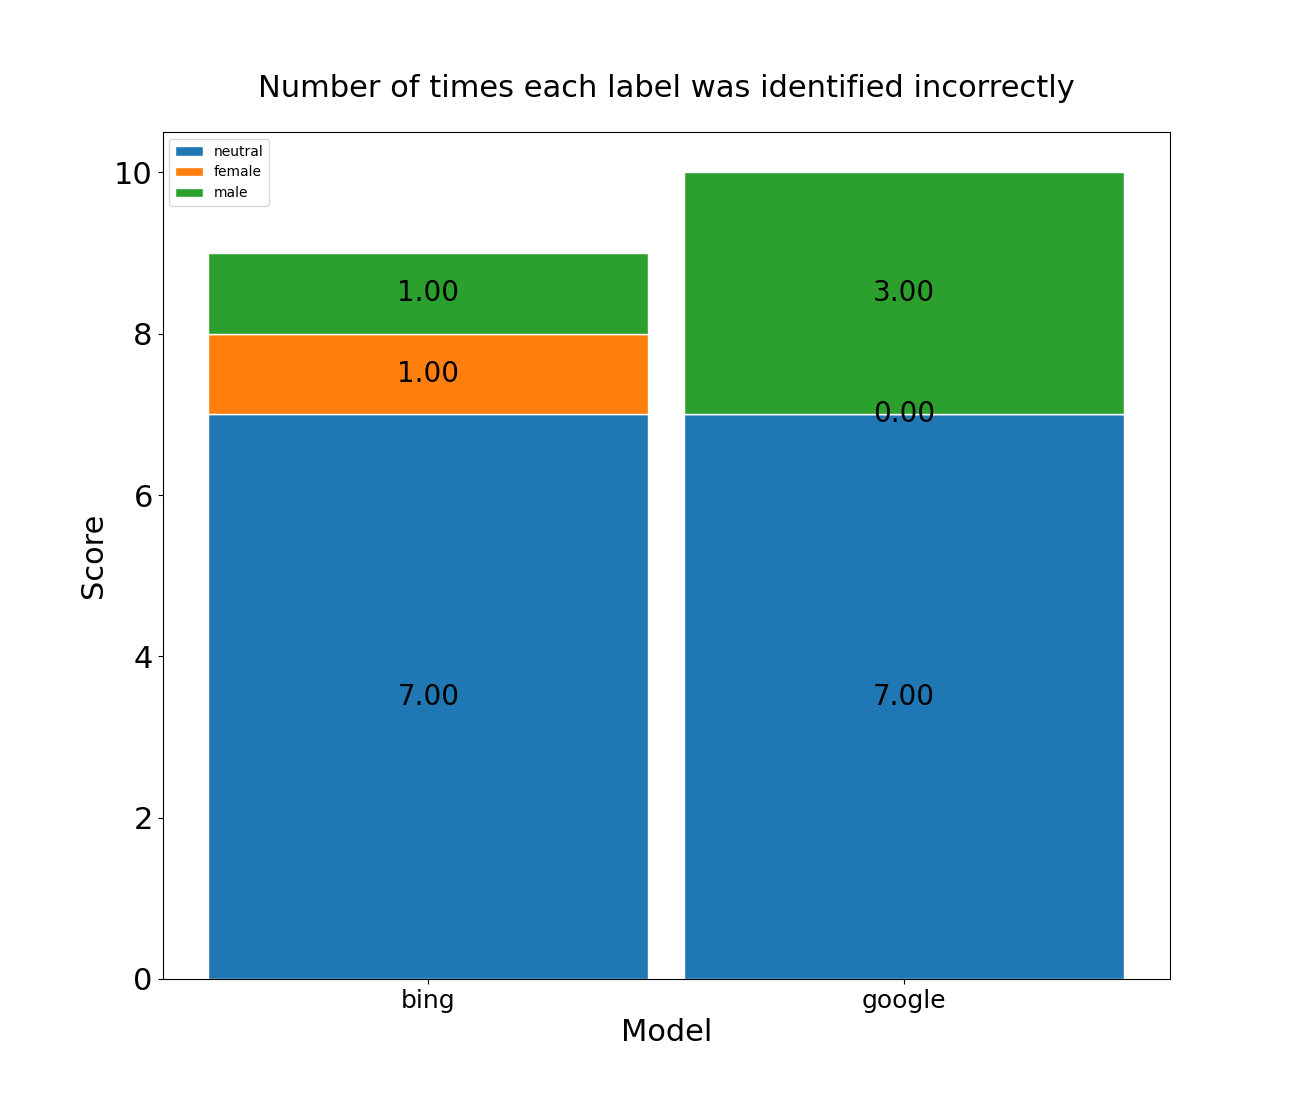 Number of times each label was identified incorrectly
neutral
female
male
10
8
6
4
2
0
Score
1.00
1.00
7.00
3.00
0.00
7.00
bing
google
Model